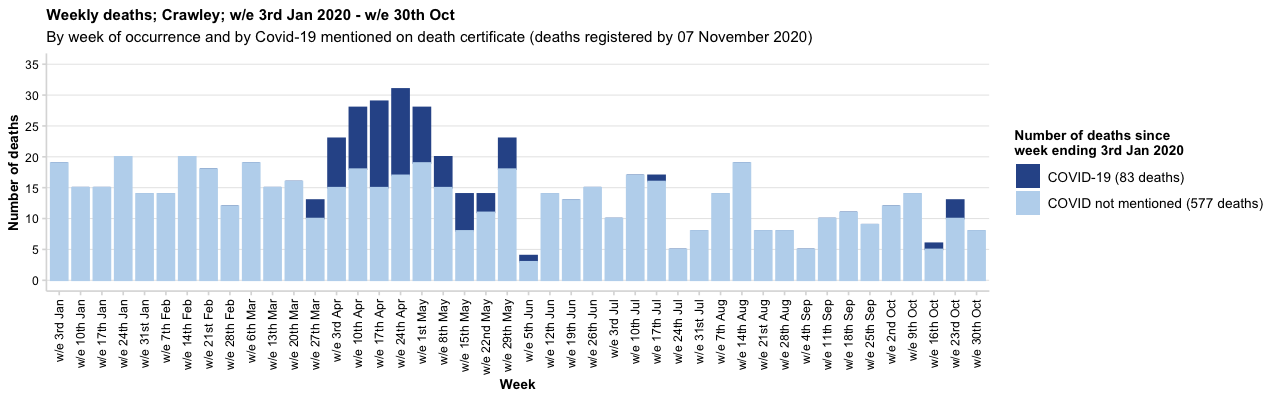 Weekly deaths; Crawley; w/e 3rd Jan 2020 - w/e 30th Oct
By week of occurrence and by Covid-19 mentioned on death certificate (deaths registered by 07 November 2020)
Number of deaths
35
30
25
20
15
10
5
0
w/e 3rd Jan
w/e 10th Jan
w/e 17th Jan
w/e 24th Jan
w/e 31st Jan
w/e 7th Feb
w/e 14th Feb
w/e 21st Feb
w/e 28th Feb
w/e 6th Mar
w/e 13th Mar
w/e 20th Mar
w/e 27th Mar
w/e 3rd Apr
w/e 10th Apr
w/e 17th Apr
w/e 24th Apr
w/e 1st May
w/e 8th May
w/e 15th May
w/e 22nd May
w/e 29th May
w/e 5th Jun
w/e 12th Jun
w/e 19th Jun
w/e 26th Jun
w/e 3rd Jul
w/e 10th Jul
w/e 17th Jul
w/e 24th Jul
w/e 31st Jul
w/e 7th Aug
w/e 14th Aug
w/e 21st Aug
w/e 28th Aug
w/e 4th Sep
w/e 11th Sep
w/e 18th Sep
w/e 25th Sep
w/e 2nd Oct
w/e 9th Oct
w/e 16th Oct
w/e 23rd Oct
w/e 30th Oct
Week
Number of deaths since
week ending 3rd Jan 2020
COVID-19 (83 deaths)
COVID not mentioned (577 deaths)